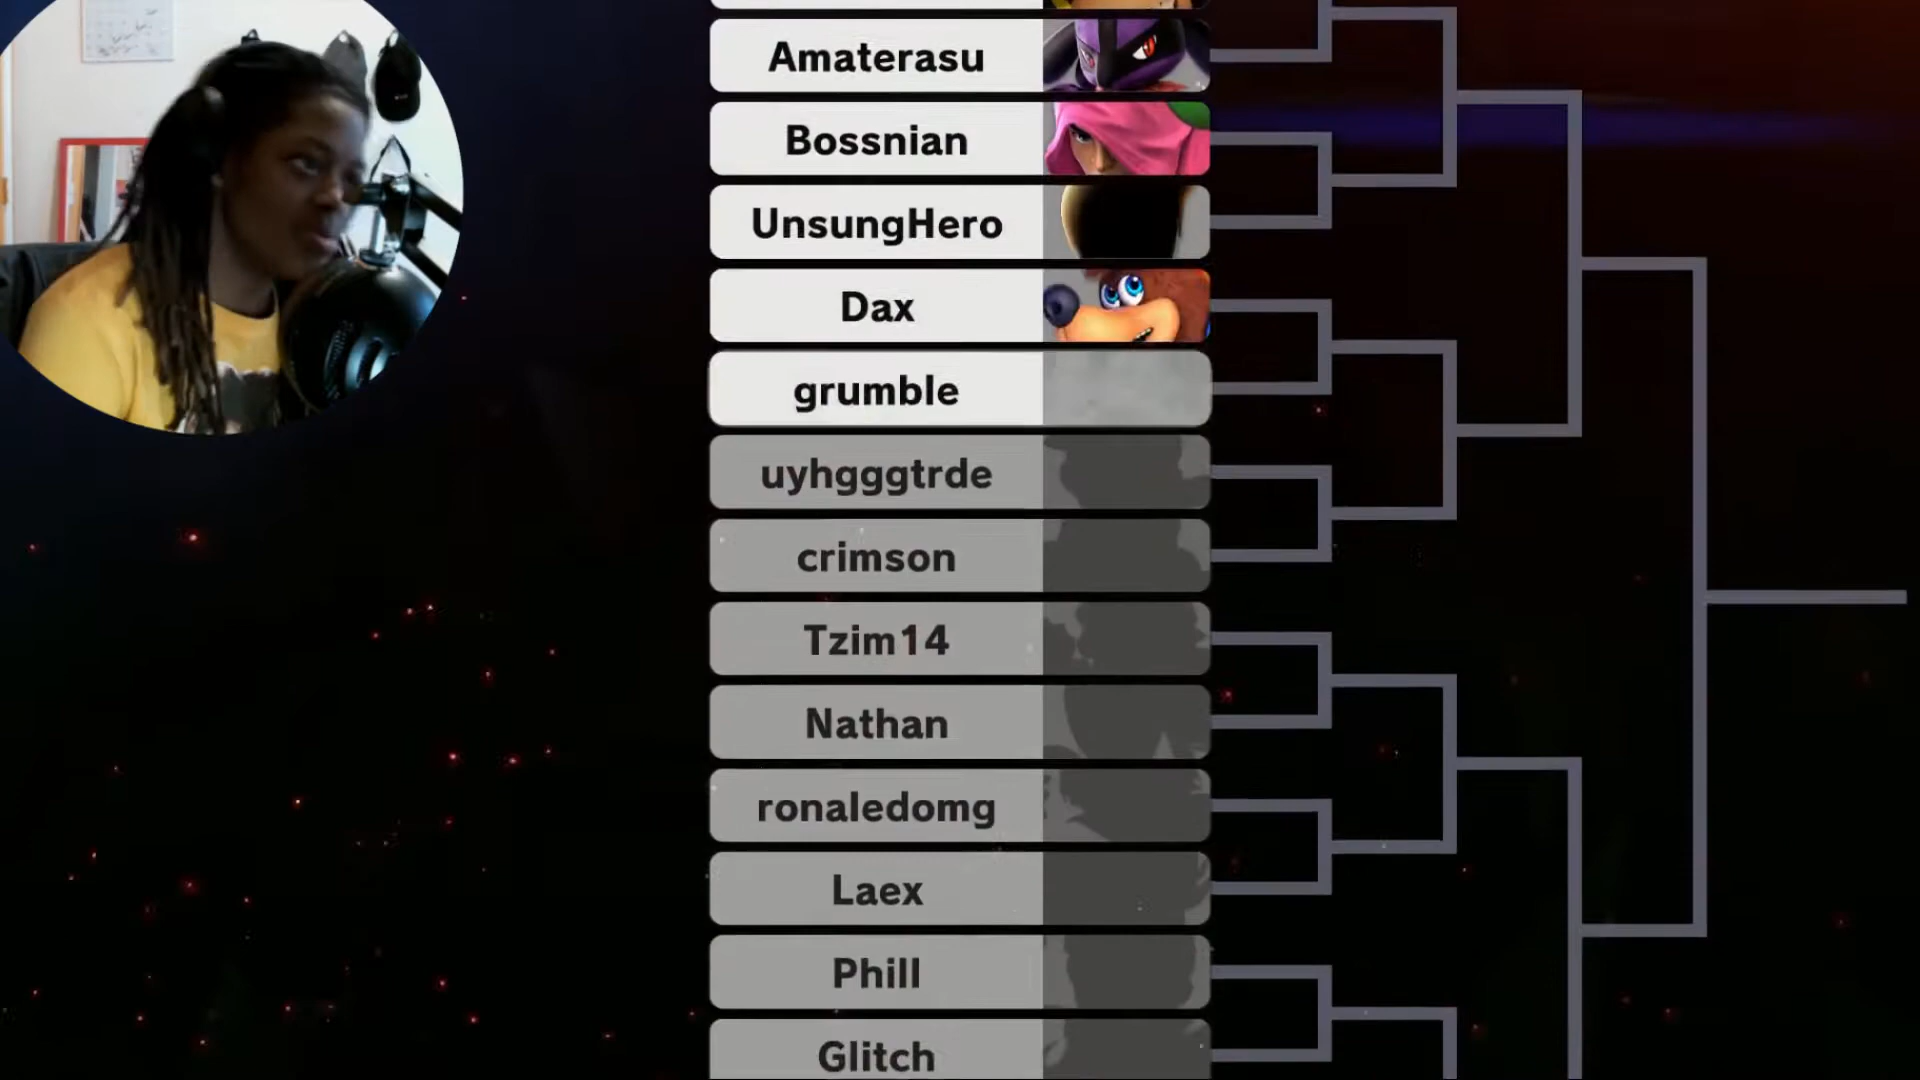 Amaterasu
Bossnian
UnsungHero
Dax
grumble
uyhgggtrde
crimson
Tzim14
Nathan
ronaledomg
Laex
Phill
Glitch